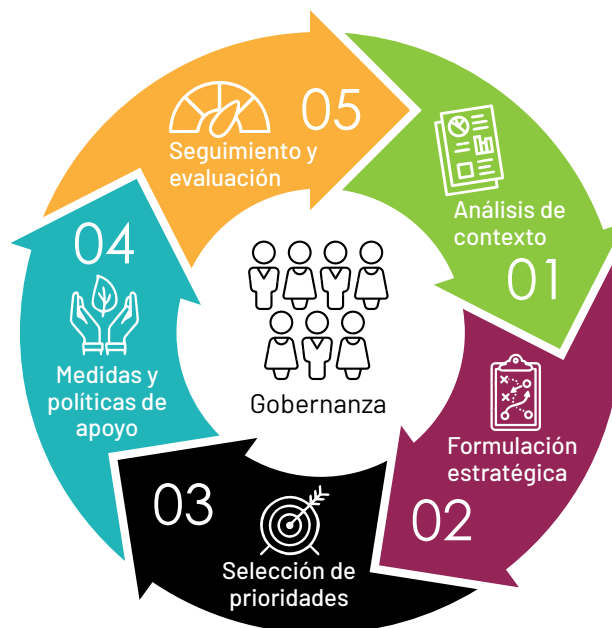 Análisis de
contexto
01
Formulación
estratégica
02
03
Selección de
prioridades
04
Medidas y
políticas de
apoyo
05
Seguimiento y
evaluación
Gobernanza